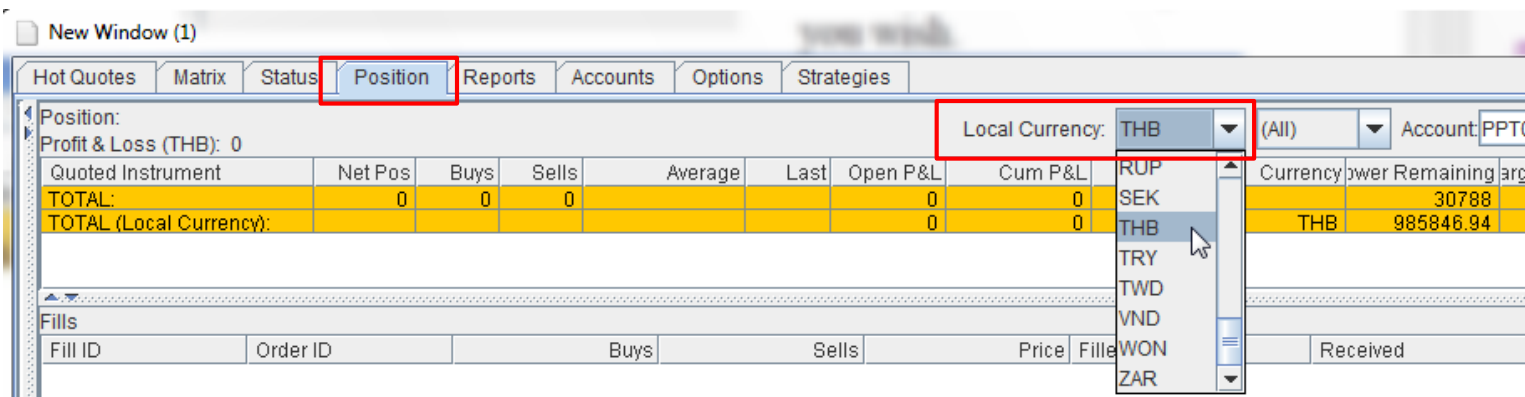 you wish.
New Window (1)
Hot Quotes Matrix Status Position Reports Accounts Options Strategies
Position:
Local Currency: THB (All) Account:
Profit & Loss (THB): 0
Quoted Instrument Net Pos Buys Sells Average Last Open P&L Cum P&L Currency Remaining
TOTAL: 0 0 0 0 0 30788
TOTAL (Local Currency): 0 0 THB 985846.94
RUP
SEK
THB
TRY
TWD
VND
WON
ZAR
Fills
Fill ID Order ID Buys Sells Price Received